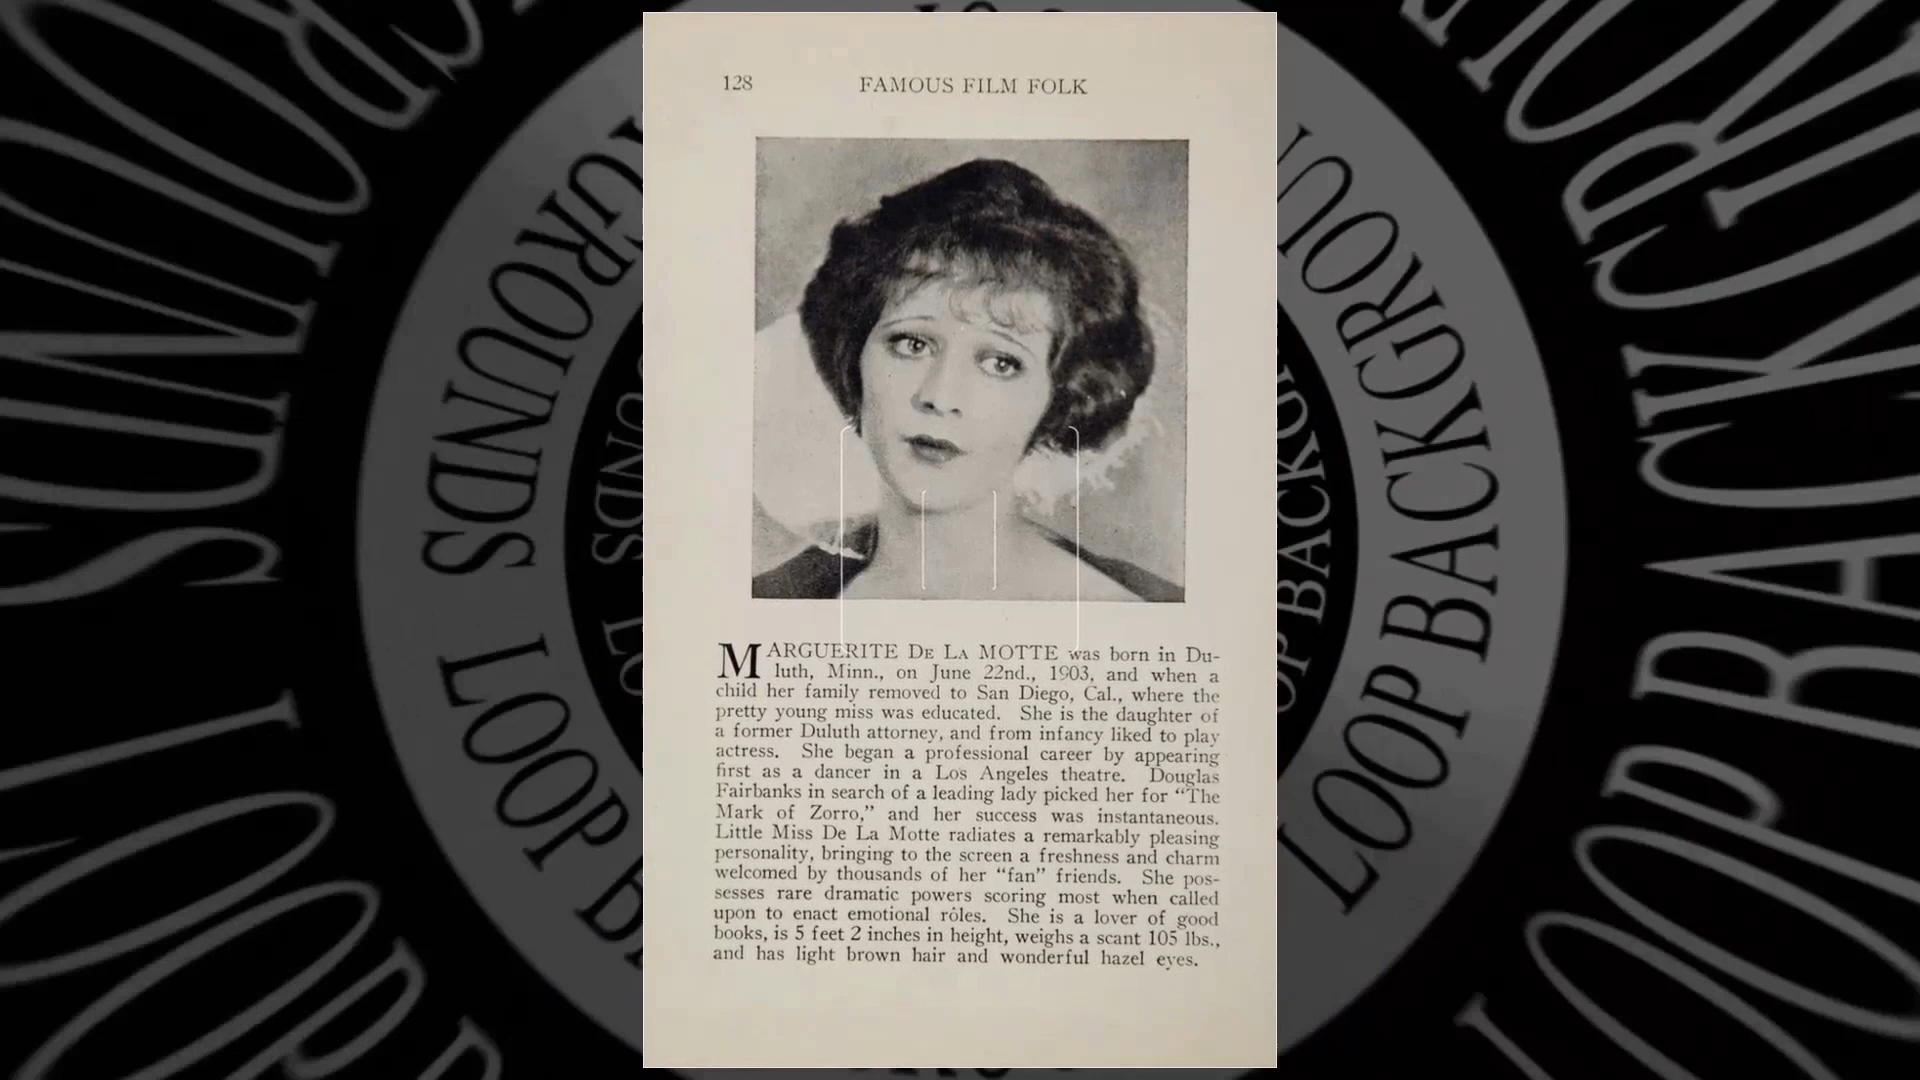 128 FAMOUS FILM FOLK
MARGUERITE DE LA MOTTE was born in Du-
luth, Minn., on June 22nd., 1903, and when a
child her family removed to San Diego, Cal., where the
pretty young miss was educated. She is the daughter of
a former Duluth attorney, and from infancy liked to play
actress. She began a professional career by appearing
first as a dancer in a Los Angeles theatre. Douglas
Fairbanks in search of a leading lady picked her for “The
Mark of Zorro,” and her success was instantaneous.
Little Miss De La Motte radiates a remarkably pleasing
personality, bringing to the screen a freshness and charm
welcomed by thousands of her “fan” friends. She pos-
sesses rare dramatic powers scoring most when called
upon to enact emotional rôles. She is a lover of good
books, is 5 feet 2 inches in height, weighs a scant 105 lbs.,
and has light brown hair and wonderful hazel eyes.
GROUNDS LOOP
LOOP BACKGROU